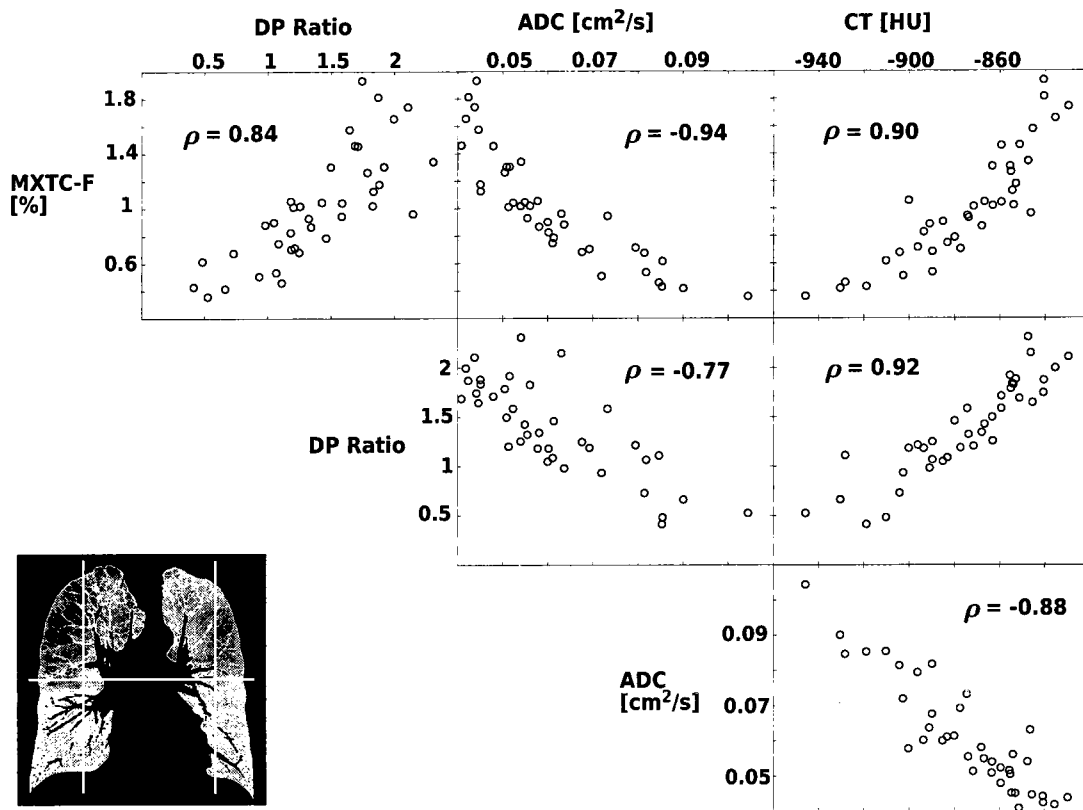 DP Ratio ADC [cm²/s] CT [HU]
0.5 1 1.5 2 0.05 0.07 0.09 -940 -900 -860
1.8
ρ = 0.84 ρ = -0.94 ρ = 0.90
1.4
MXTC-F
[%]
1
0.6
2
ρ = -0.77 ρ = 0.92
1.5
DP Ratio
1
0.5
ρ = -0.88
0.09
ADC
[cm²/s]
0.07
0.05